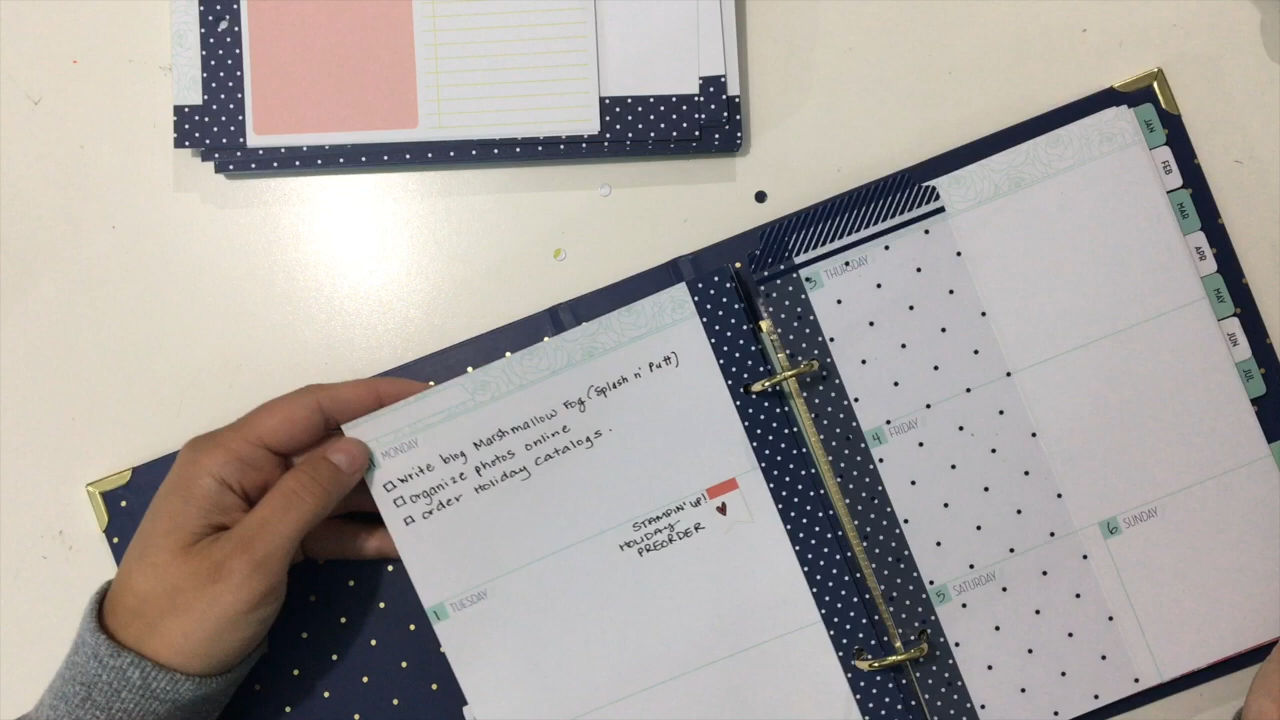 MONDAY
write blog Marshmallow Fog (Splash n' Putt)
organize photos online
order Holiday Catalogs.
1 TUESDAY
STAMPIN' UP!
HOLIDAY
PREORDER
3 THURSDAY
4 FRIDAY
5 SATURDAY
6 SUNDAY
JAN
FEB
MAR
APR
MAY
JUN
JUL